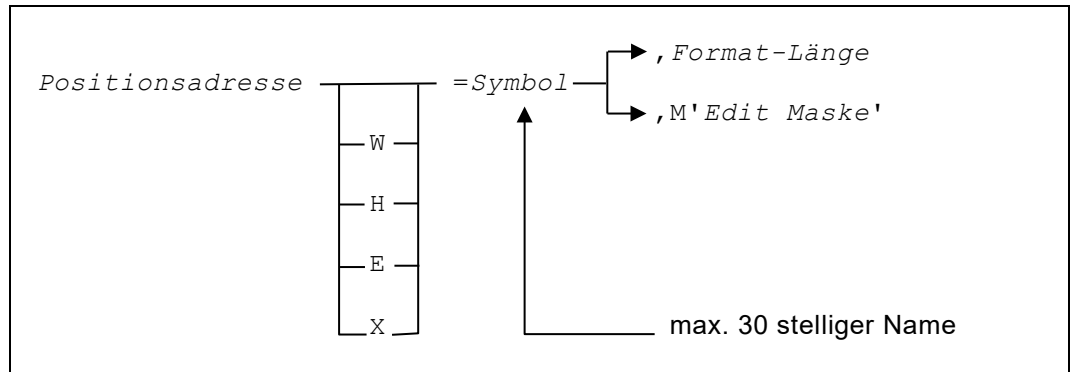 ,Format-Länge
Positionsadresse =Symbol
,M'Edit Maske'
W
H
E
X
max. 30 stelliger Name